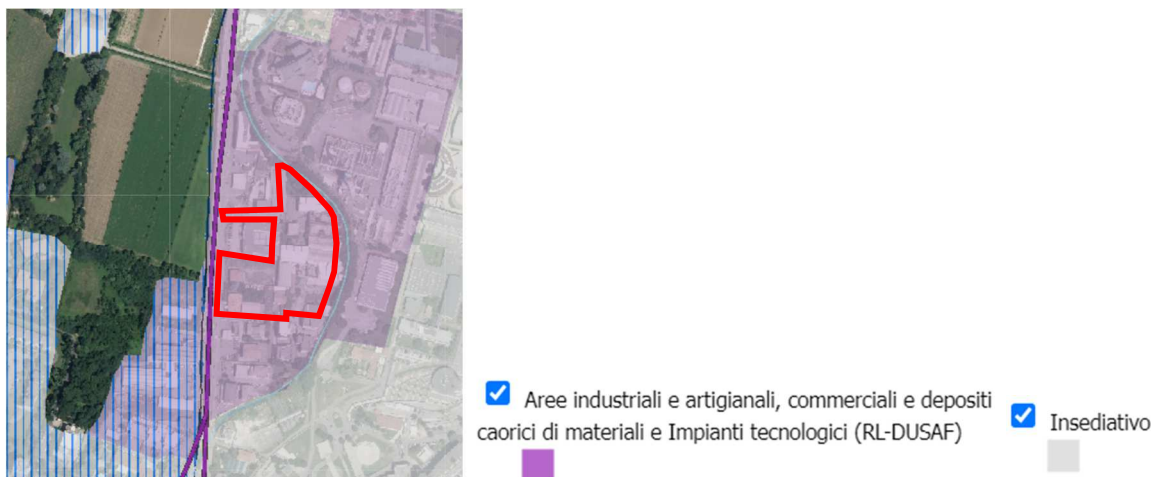 Aree industriali e artigianali, commerciali e depositi
caorici di materiali e Impianti tecnologici (RL-DUSAF)
Insediativo